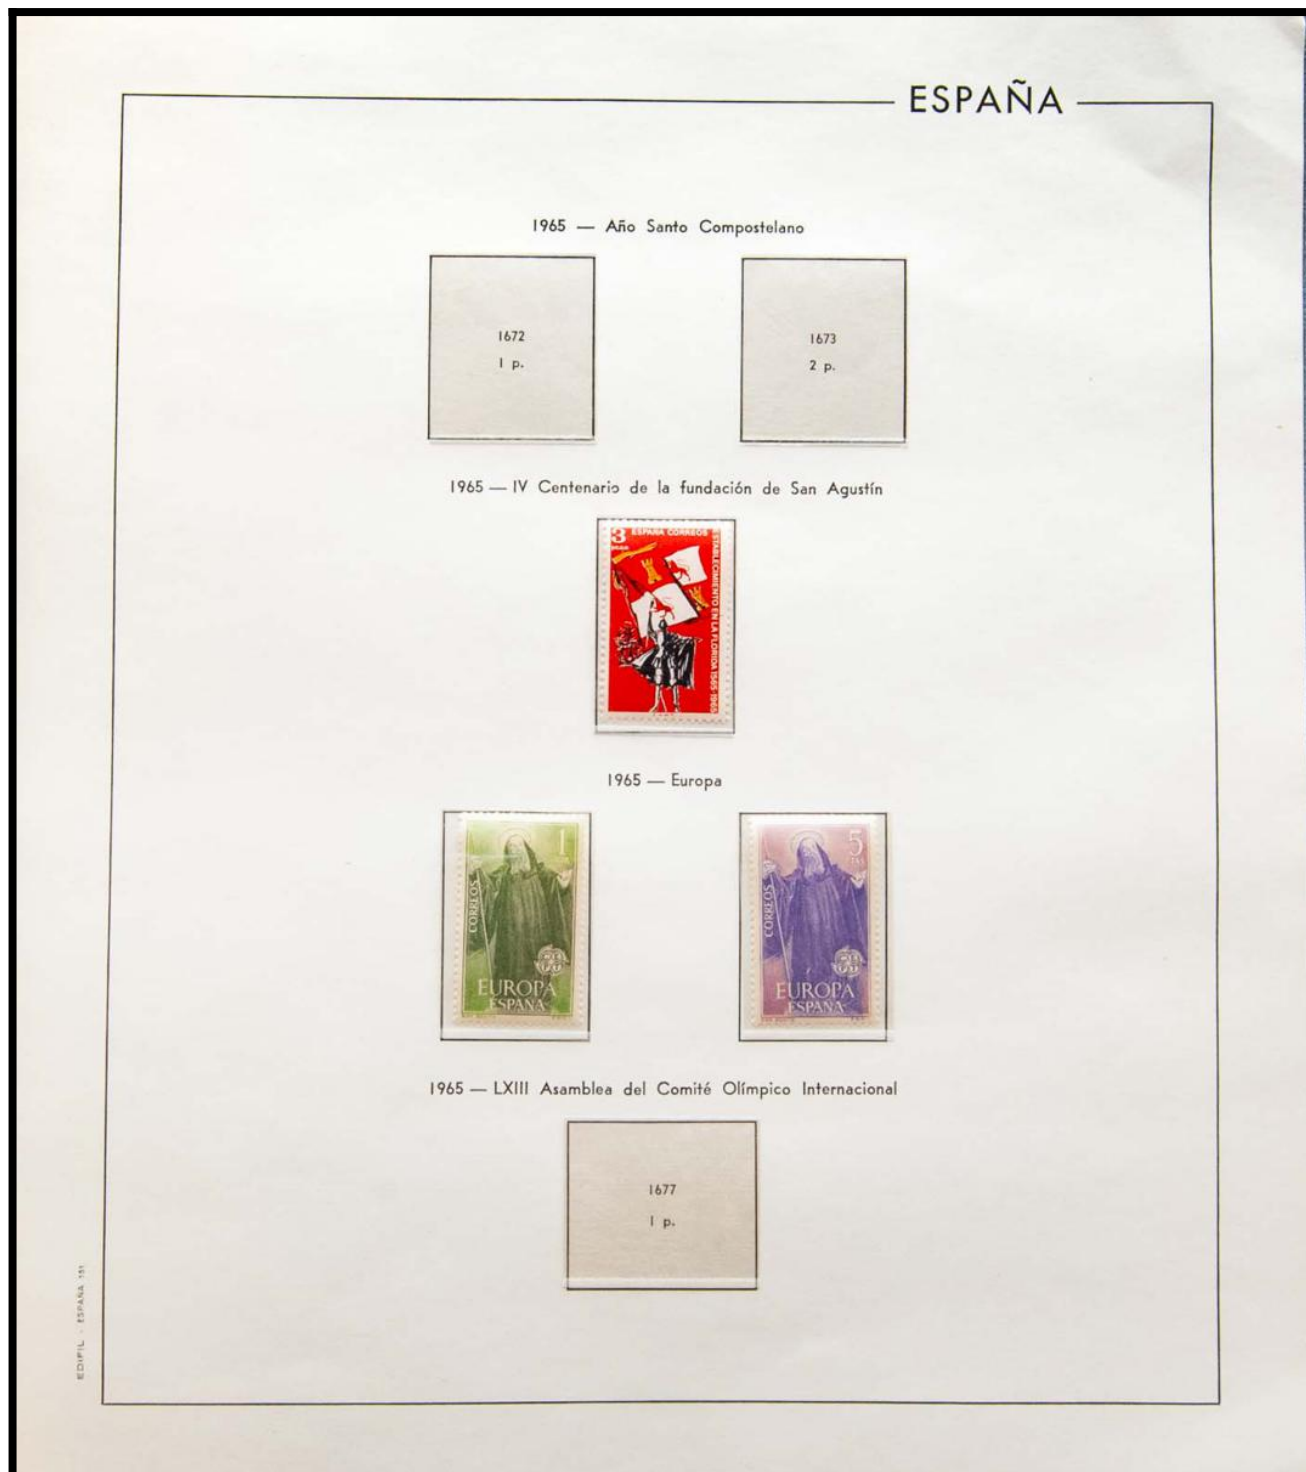 ESPAÑA
1965 — Año Santo Compostelano
1672
1 p.
1673
2 p.
1965 — IV Centenario de la fundación de San Agustín
3
ESPAÑA CORREOS
ESTABLECIMIENTO EN LA FLORIDA 1565-1965
1965 — Europa
1
CORREOS
EUROPA
ESPAÑA
5
PTAS
CORREOS
EUROPA
ESPAÑA
1965 — LXIII Asamblea del Comité Olímpico Internacional
1677
1 p.
EDIFIL - ESPAÑA 151